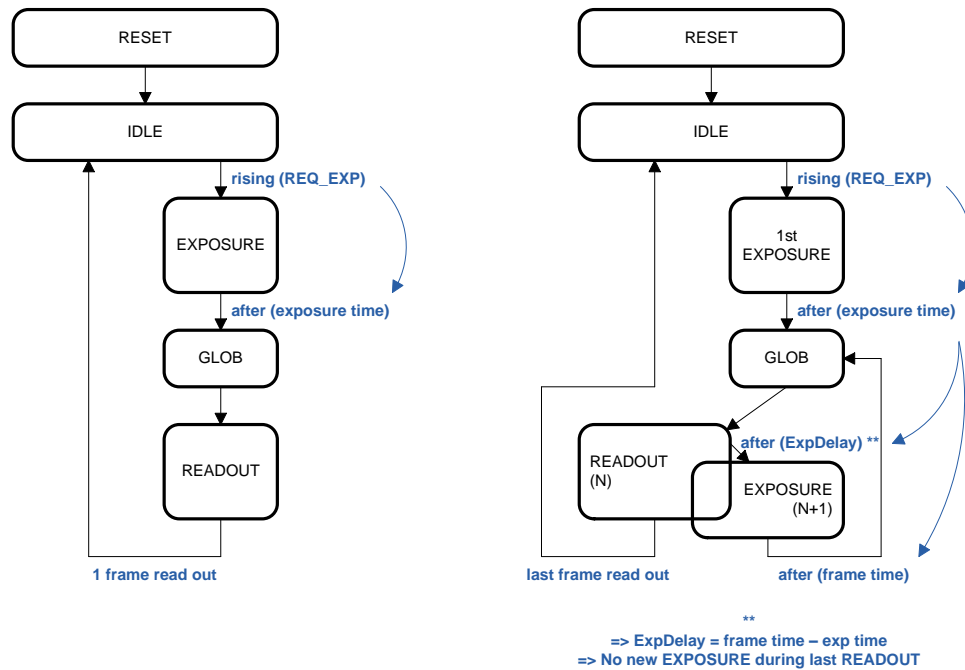 RESET
IDLE
rising (REQ_EXP)
EXPOSURE
after (exposure time)
GLOB
READOUT
1 frame read out
RESET
IDLE
rising (REQ_EXP)
1st
EXPOSURE
after (exposure time)
GLOB
after (ExpDelay) **
READOUT
(N)
EXPOSURE
(N+1)
last frame read out
after (frame time)
**
=> ExpDelay = frame time – exp time
=> No new EXPOSURE during last READOUT